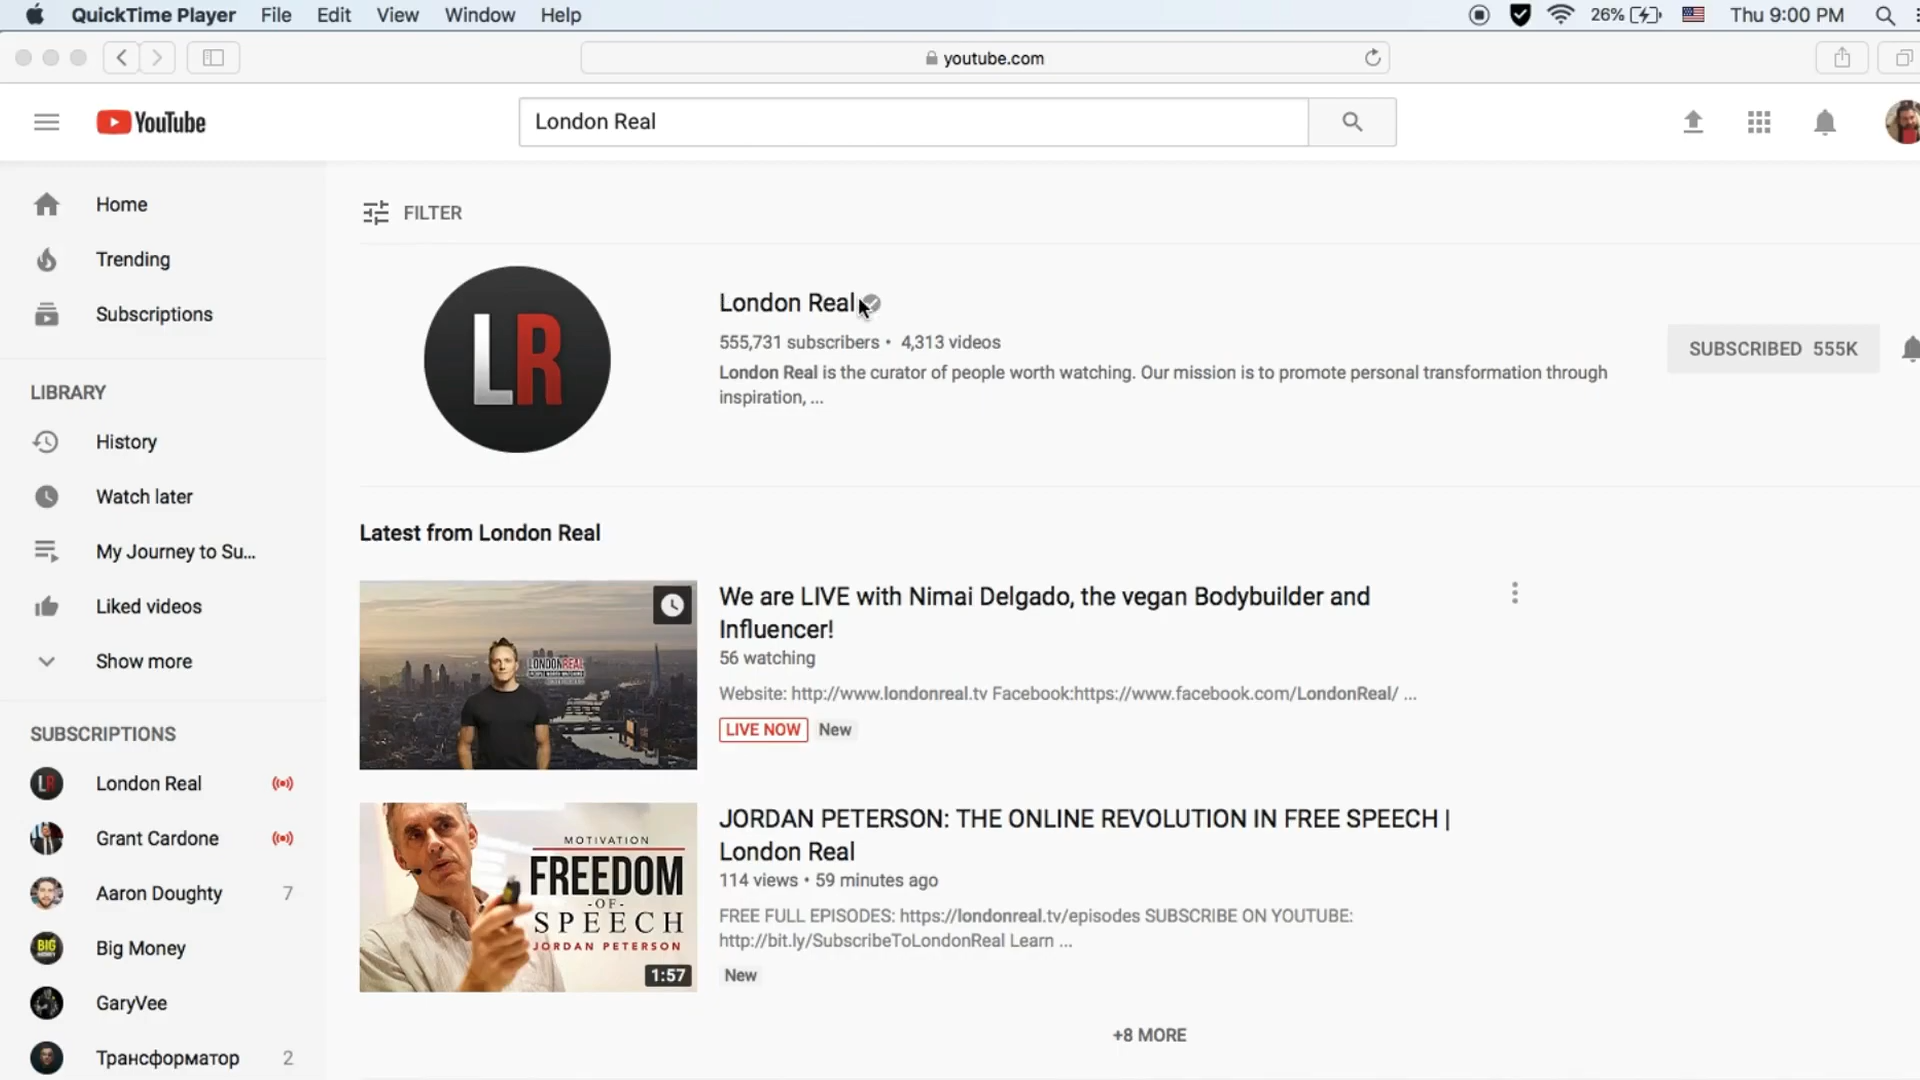 QuickTime Player File Edit View Window Help 26% Thu 9:00 PM
youtube.com
YouTube
London Real
Home
Trending
Subscriptions
LIBRARY
History
Watch later
My Journey to Su...
Liked videos
Show more
SUBSCRIPTIONS
London Real
Grant Cardone
Aaron Doughty 7
Big Money
GaryVee
Трансформатор 2
FILTER
LR
London Real
555,731 subscribers • 4,313 videos
London Real is the curator of people worth watching. Our mission is to promote personal transformation through
inspiration, ...
SUBSCRIBED 555K
Latest from London Real
LONDONREAL
PEOPLE WORTH WATCHING
We are LIVE with Nimai Delgado, the vegan Bodybuilder and
Influencer!
56 watching
Website: http://www.londonreal.tv Facebook:https://www.facebook.com/LondonReal/ ...
LIVE NOW New
MOTIVATION
FREEDOM
-OF-
SPEECH
JORDAN PETERSON
1:57
JORDAN PETERSON: THE ONLINE REVOLUTION IN FREE SPEECH |
London Real
114 views • 59 minutes ago
FREE FULL EPISODES: https://londonreal.tv/episodes SUBSCRIBE ON YOUTUBE:
http://bit.ly/SubscribeToLondonReal Learn ...
New
+8 MORE